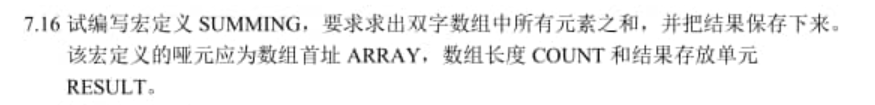 7.16 试编写宏定义 SUMMING，要求求出双字数组中所有元素之和，并把结果保存下来。
该宏定义的哑元应为数组首址 ARRAY，数组长度 COUNT 和结果存放单元
RESULT。